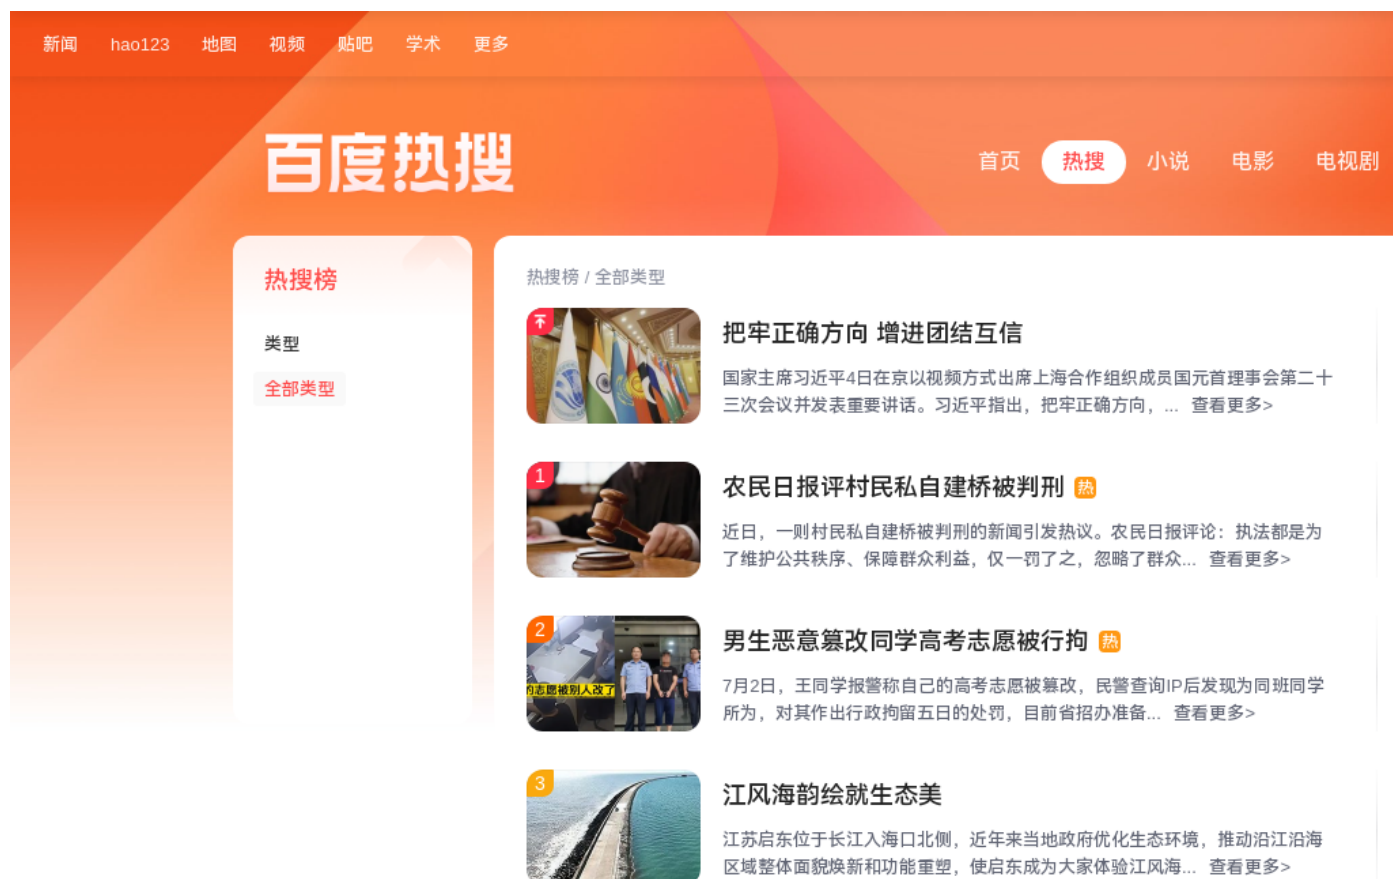 新闻 hao123 地图 视频 贴吧 学术 更多
百度热搜
首页 热搜 小说 电影 电视剧
热搜榜
类型
全部类型
热搜榜 / 全部类型
把牢正确方向 增进团结互信
国家主席习近平4日在京以视频方式出席上海合作组织成员国元首理事会第二十
三次会议并发表重要讲话。习近平指出，把牢正确方向，... 查看更多>
1
农民日报评村民私自建桥被判刑 热
近日，一则村民私自建桥被判刑的新闻引发热议。农民日报评论：执法都是为
了维护公共秩序、保障群众利益，仅一罚了之，忽略了群众... 查看更多>
2
的志愿被别人改了
男生恶意篡改同学高考志愿被行拘 热
7月2日，王同学报警称自己的高考志愿被篡改，民警查询IP后发现为同班同学
所为，对其作出行政拘留五日的处罚，目前省招办准备... 查看更多>
3
江风海韵绘就生态美
江苏启东位于长江入海口北侧，近年来当地政府优化生态环境，推动沿江沿海
区域整体面貌焕新和功能重塑，使启东成为大家体验江风海... 查看更多>